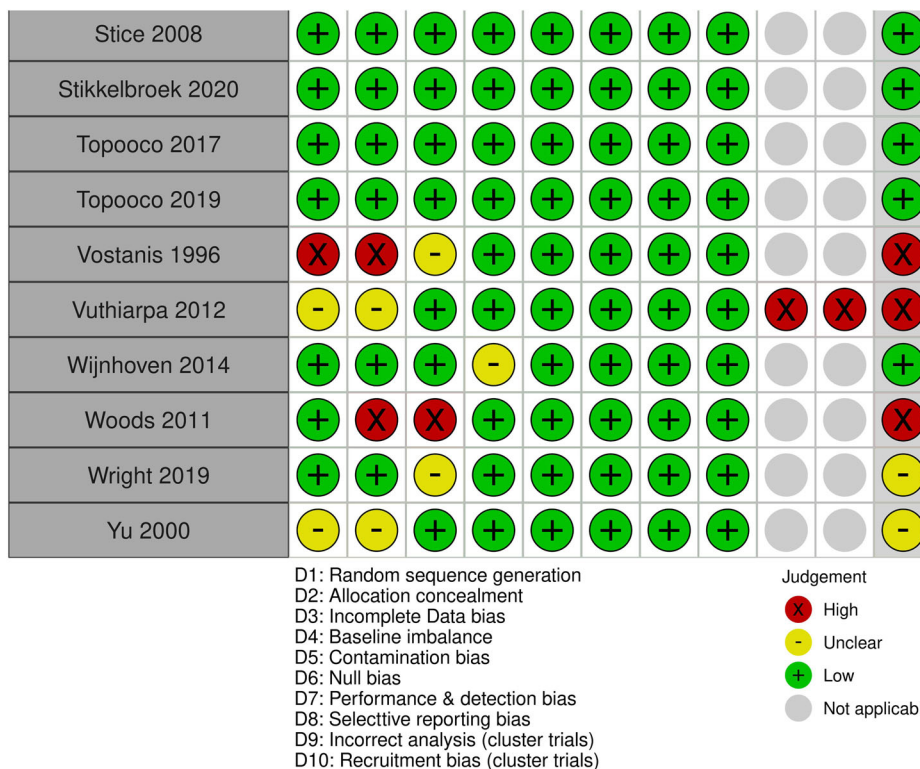 Stice 2008 + + + + + + + + +
Stikkelbroek 2020 + + + + + + + + +
Topooco 2017 + + + + + + + + +
Topooco 2019 + + + + + + + + +
Vostanis 1996 X X - + + + + + X
Vuthiarpa 2012 - - + + + + + + X X X
Wijnhoven 2014 + + + - + + + + +
Woods 2011 + X X + + + + + X
Wright 2019 + + - + + + + + -
Yu 2000 - - + + + + + + -
D1: Random sequence generation
D2: Allocation concealment
D3: Incomplete Data bias
D4: Baseline imbalance
D5: Contamination bias
D6: Null bias
D7: Performance & detection bias
D8: Selecttive reporting bias
D9: Incorrect analysis (cluster trials)
D10: Recruitment bias (cluster trials)
Judgement
X High
- Unclear
+ Low
Not applicab